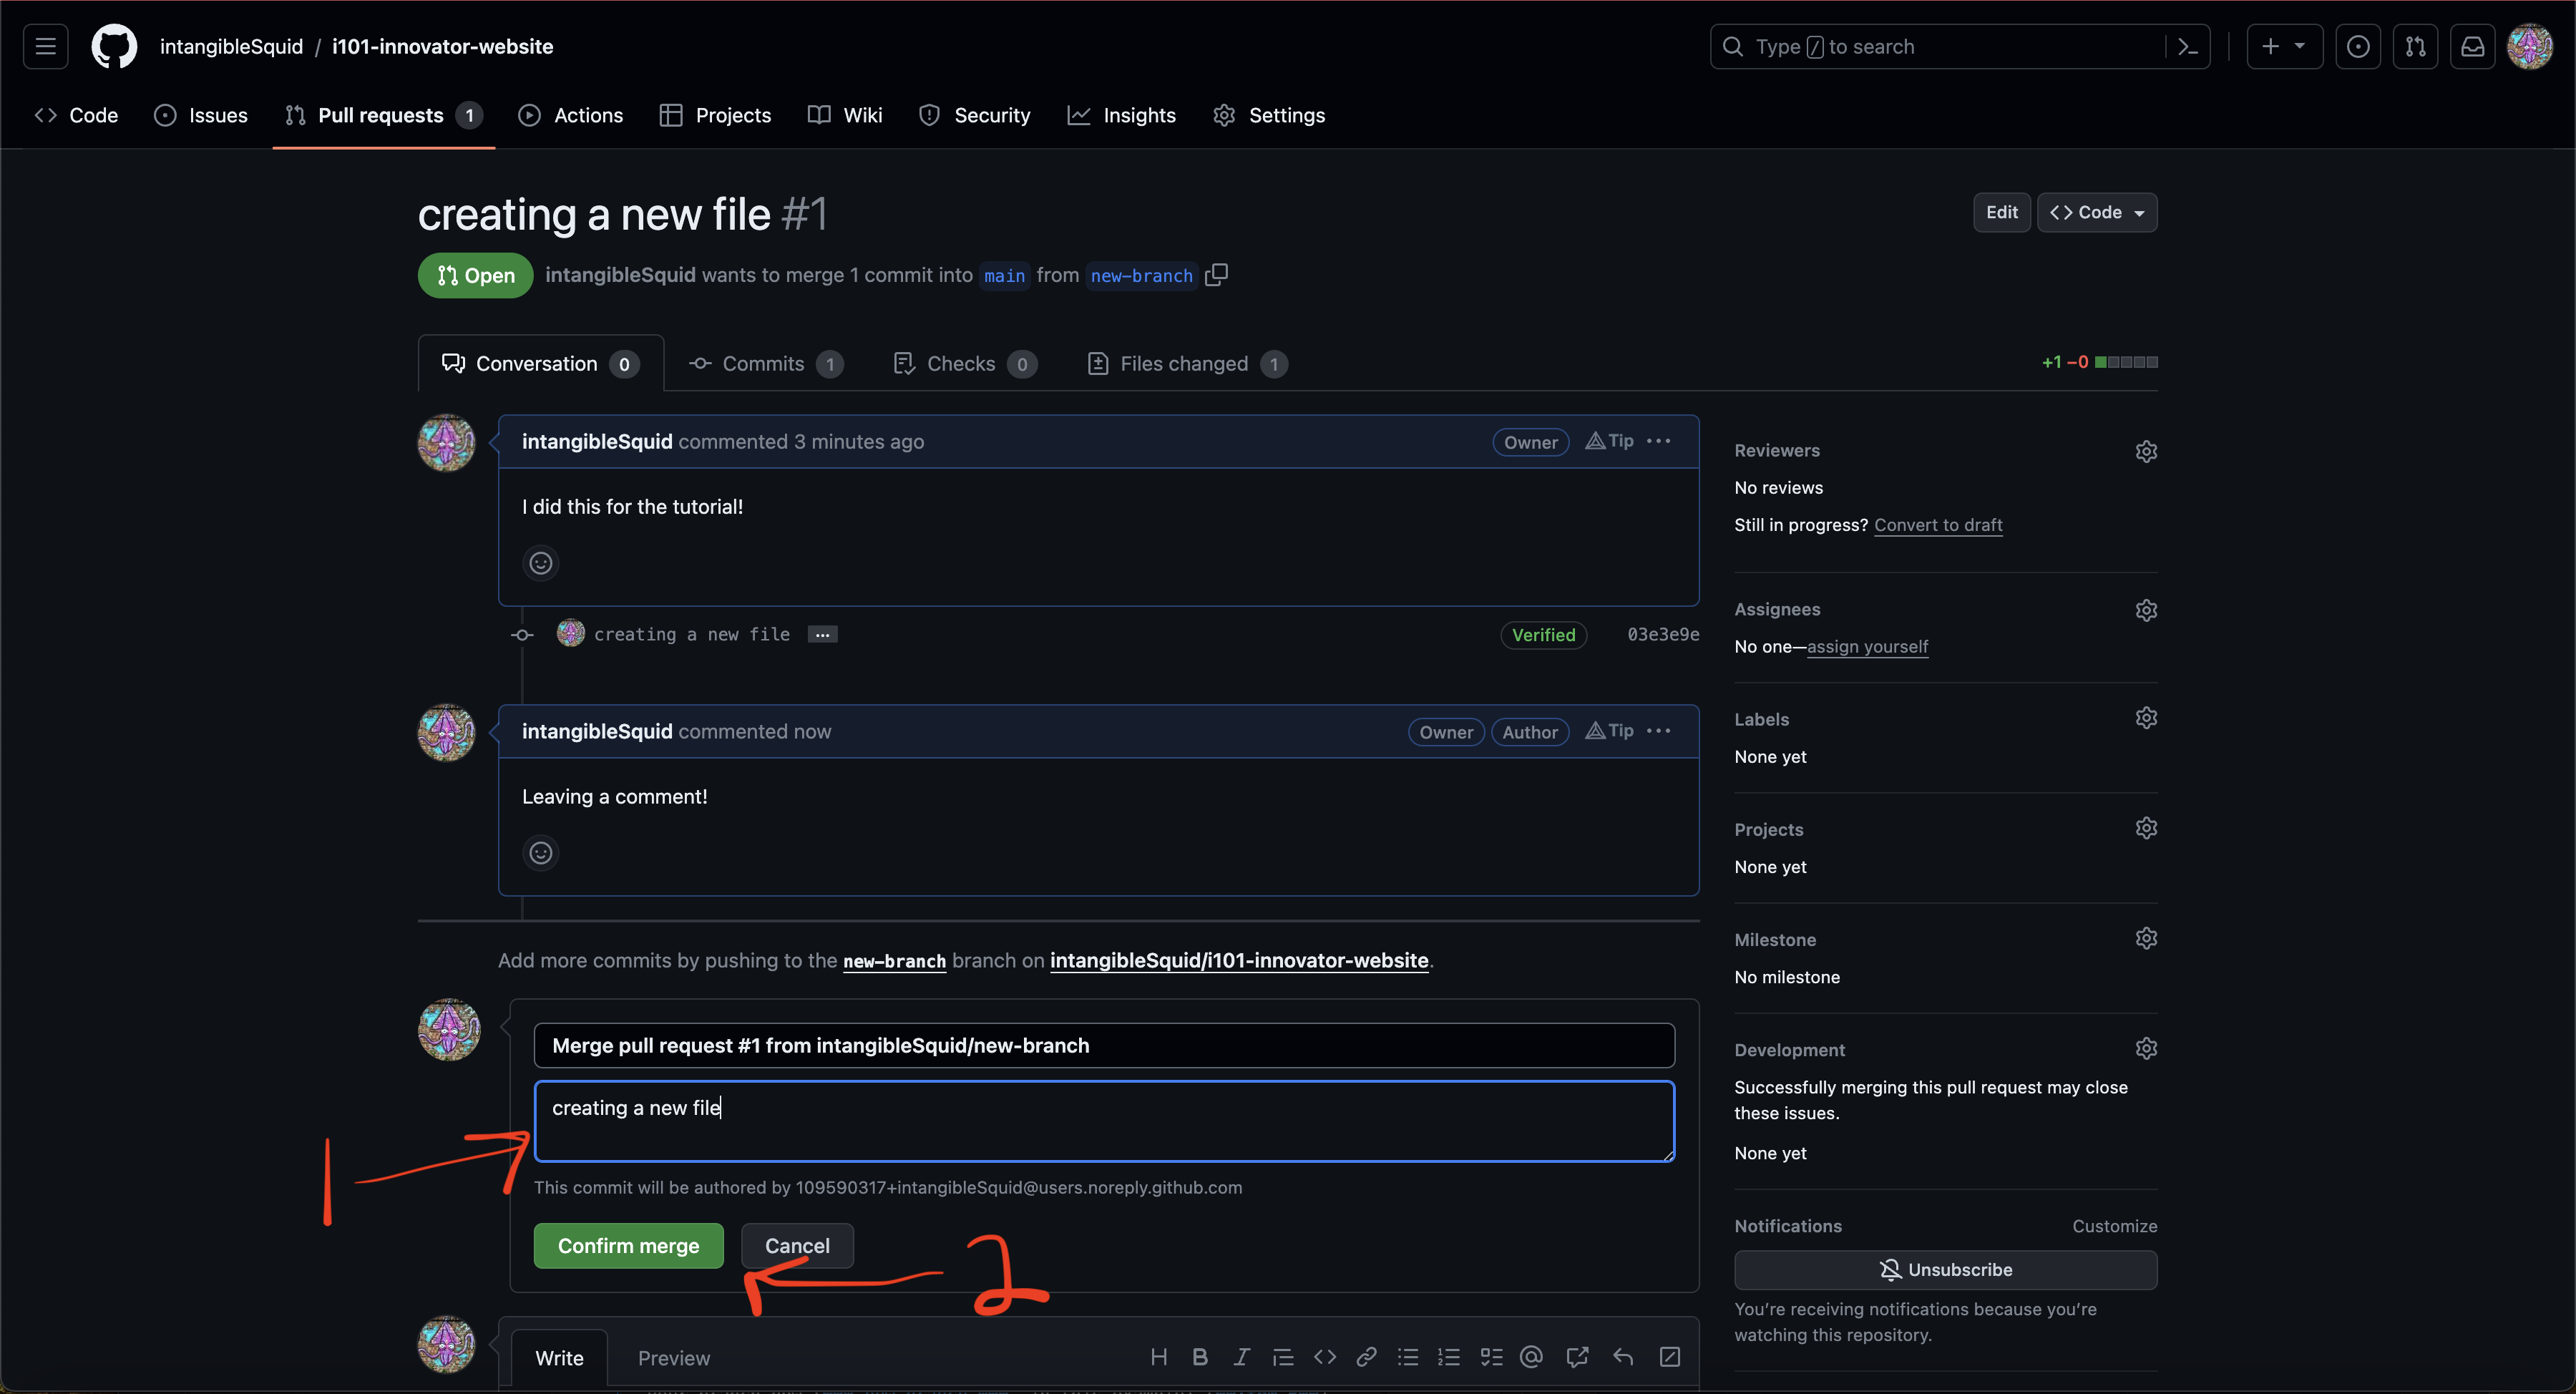 intangibleSquid / i101-innovator-website
Type / to search
Code
Issues
Pull requests 1
Actions
Projects
Wiki
Security
Insights
Settings
creating a new file #1
Edit
<> Code
Open
intangibleSquid wants to merge 1 commit into main from new-branch
Conversation 0
Commits 1
Checks 0
Files changed 1
+1 −0
intangibleSquid commented 3 minutes ago
Owner
Tip
I did this for the tutorial!
creating a new file ...
Verified
03e3e9e
intangibleSquid commented now
Owner
Author
Tip
Leaving a comment!
Add more commits by pushing to the new-branch branch on intangibleSquid/i101-innovator-website.
Merge pull request #1 from intangibleSquid/new-branch
creating a new file
1
This commit will be authored by 109590317+intangibleSquid@users.noreply.github.com
Confirm merge
Cancel
2
Write
Preview
Reviewers
No reviews
Still in progress? Convert to draft
Assignees
No one—assign yourself
Labels
None yet
Projects
None yet
Milestone
No milestone
Development
Successfully merging this pull request may close
these issues.
None yet
Notifications
Customize
Unsubscribe
You're receiving notifications because you're
watching this repository.